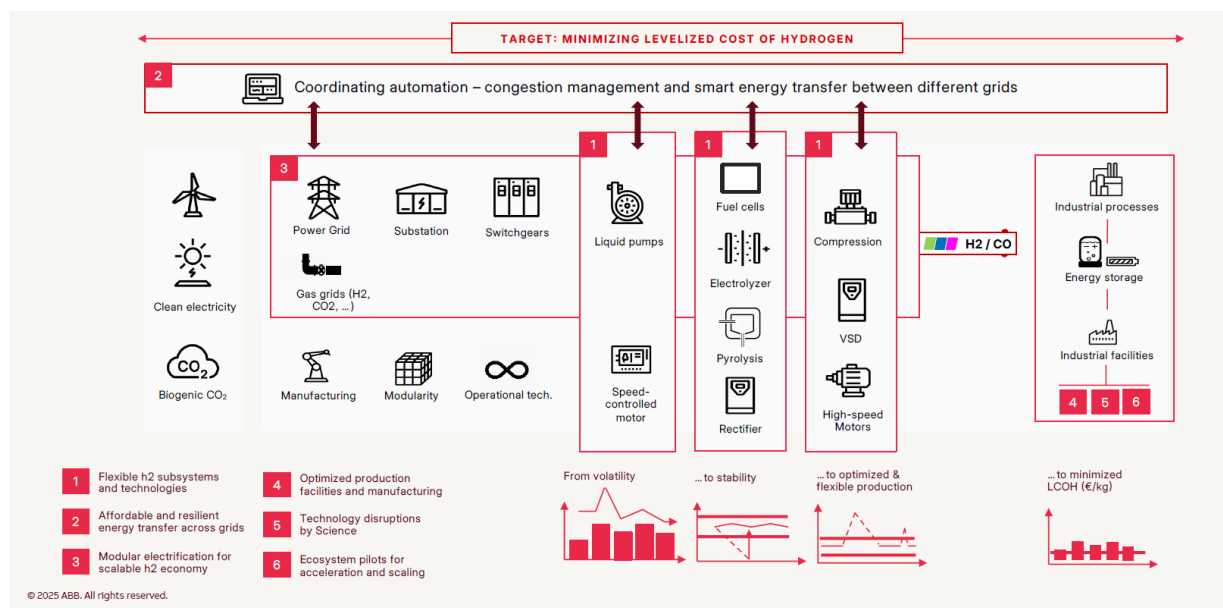 TARGET: MINIMIZING LEVELIZED COST OF HYDROGEN
2
Coordinating automation – congestion management and smart energy transfer between different grids
3
1
1
1
Power Grid
Substation
Switchgears
Gas grids (H2,
CO2, ...)
Liquid pumps
Fuel cells
Electrolyzer
Pyrolysis
Rectifier
Compression
VSD
High-speed
Motors
H2 / CO
Industrial processes
Energy storage
Industrial facilities
4 5 6
Clean electricity
CO2
Biogenic CO₂
Manufacturing
Modularity
Operational tech.
Speed-
controlled
motor
1
Flexible h2 subsystems
and technologies
2
Affordable and resilient
energy transfer across grids
3
Modular electrification for
scalable h2 economy
4
Optimized production
facilities and manufacturing
5
Technology disruptions
by Science
6
Ecosystem pilots for
acceleration and scaling
From volatility
...to stability
...to optimized &
flexible production
...to minimized
LCOH (€/kg)
© 2025 ABB. All rights reserved.